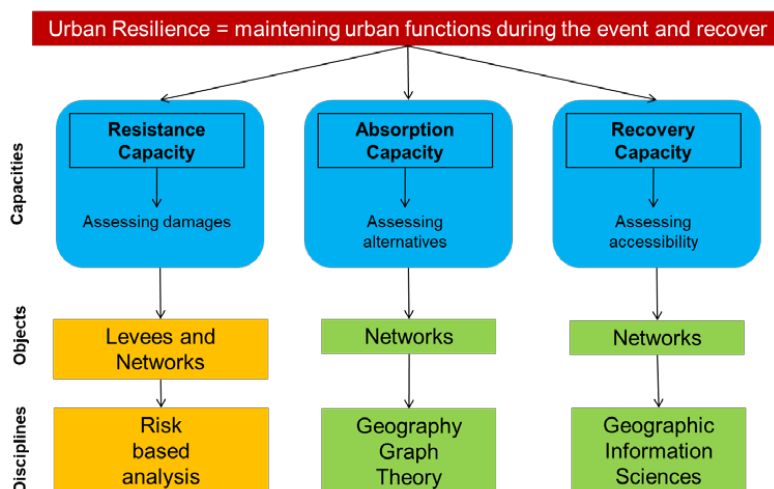 Urban Resilience = maintening urban functions during the event and recover
Capacities
Resistance
Capacity
Assessing damages
Absorption
Capacity
Assessing
alternatives
Recovery
Capacity
Assessing
accessibility
Objects
Levees and
Networks
Networks
Networks
Disciplines
Risk
based
analysis
Geography
Graph
Theory
Geographic
Information
Sciences